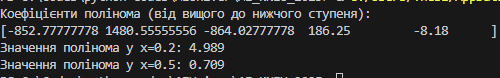 Коефіцієнти полінома (від вищого до нижчого ступеня):
[-852.77777778 1480.55555556 -864.02777778 186.25 -8.18 ]
Значення полінома у x=0.2: 4.989
Значення полінома у x=0.5: 0.709